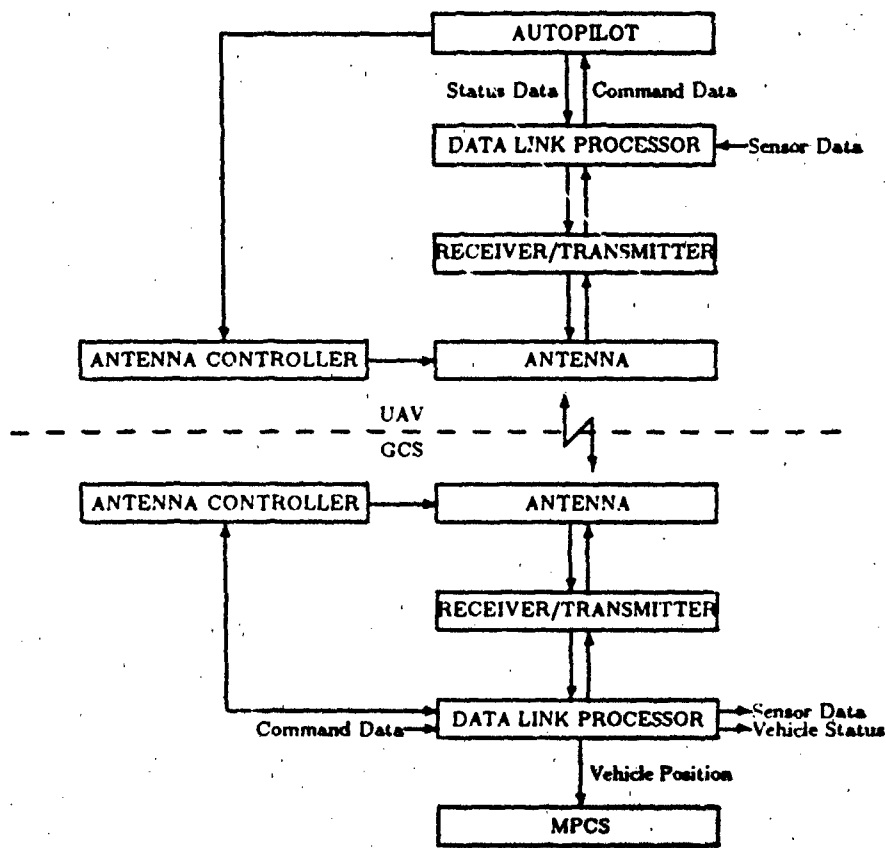 AUTOPILOT
Status Data
Command Data
DATA LINK PROCESSOR
Sensor Data
RECEIVER/TRANSMITTER
ANTENNA CONTROLLER
ANTENNA
UAV
GCS
ANTENNA CONTROLLER
ANTENNA
RECEIVER/TRANSMITTER
Command Data
DATA LINK PROCESSOR
Sensor Data
Vehicle Status
Vehicle Position
MPCS